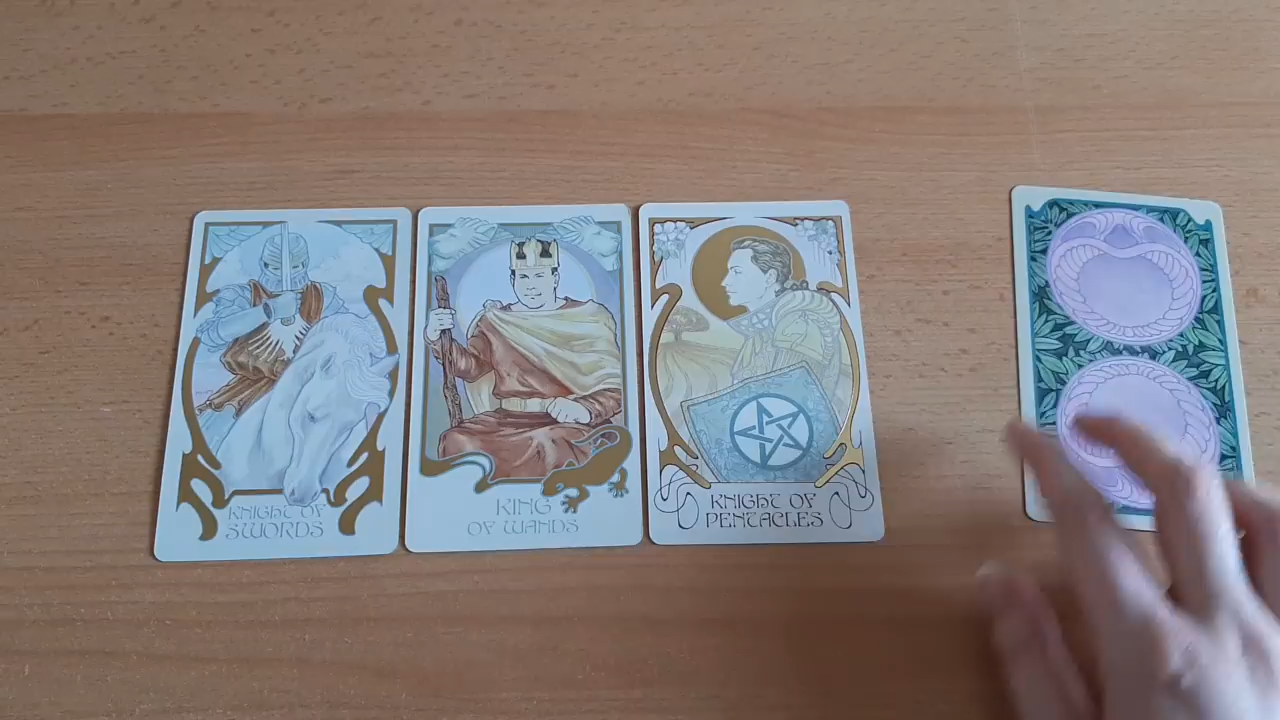 KNIGHT OF
SWORDS
KING
OF WANDS
KNIGHT OF
PENTACLES